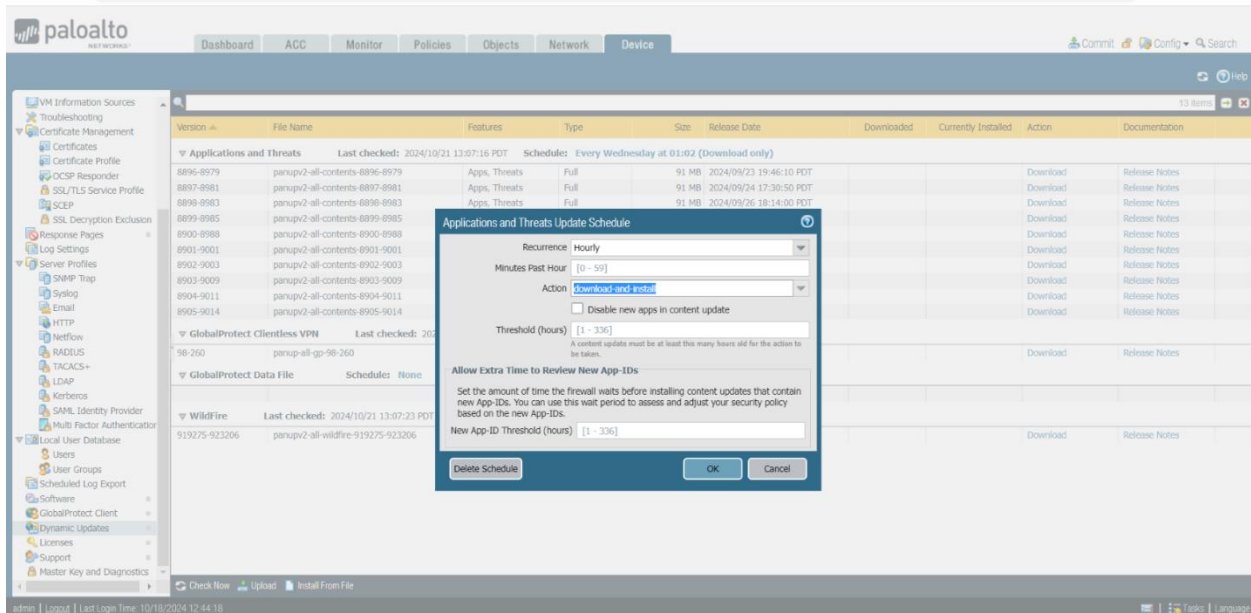 paloalto
NETWORKS
Dashboard ACC Monitor Policies Objects Network Device
Commit Config Search
Help
VM Information Sources
Troubleshooting
Certificate Management
Certificates
Certificate Profile
OCSP Responder
SSL/TLS Service Profile
SCEP
SSL Decryption Exclusion
Response Pages
Log Settings
Server Profiles
SNMP Trap
Syslog
Email
HTTP
Netflow
RADIUS
TACACS+
LDAP
Kerberos
SAML Identity Provider
Multi Factor Authentication
Local User Database
Users
User Groups
Scheduled Log Export
Software
GlobalProtect Client
Dynamic Updates
Licenses
Support
Master Key and Diagnostics
13 items
Version File Name Features Type Size Release Date Downloaded Currently Installed Action Documentation
Applications and Threats Last checked: 2024/10/21 13:07:16 PDT Schedule: Every Wednesday at 01:02 (Download only)
8896-8979 panupv2-all-contents-8896-8979 Apps, Threats Full 91 MB 2024/09/23 19:46:10 PDT Download Release Notes
8897-8981 panupv2-all-contents-8897-8981 Apps, Threats Full 91 MB 2024/09/24 17:30:50 PDT Download Release Notes
8898-8983 panupv2-all-contents-8898-8983 Apps, Threats Full 91 MB 2024/09/26 18:14:00 PDT Download Release Notes
8899-8985 panupv2-all-contents-8899-8985 Download Release Notes
8900-8988 panupv2-all-contents-8900-8988 Download Release Notes
8901-9001 panupv2-all-contents-8901-9001 Download Release Notes
8902-9003 panupv2-all-contents-8902-9003 Download Release Notes
8903-9009 panupv2-all-contents-8903-9009 Download Release Notes
8904-9011 panupv2-all-contents-8904-9011 Download Release Notes
8905-9014 panupv2-all-contents-8905-9014 Download Release Notes
GlobalProtect Clientless VPN Last checked: 202
98-260 panup-all-gp-98-260 Download Release Notes
GlobalProtect Data File Schedule: None
WildFire Last checked: 2024/10/21 13:07:23 PDT
919275-923206 panupv2-all-wildfire-919275-923206 Download Release Notes
Applications and Threats Update Schedule
Recurrence Hourly
Minutes Past Hour [0 - 59]
Action download-and-install
Disable new apps in content update
Threshold (hours) [1 - 336]
A content update must be at least this many hours old for the action to
be taken.
Allow Extra Time to Review New App-IDs
Set the amount of time the firewall waits before installing content updates that contain
new App-IDs. You can use this wait period to assess and adjust your security policy
based on the new App-IDs.
New App-ID Threshold (hours) [1 - 336]
Delete Schedule OK Cancel
Check Now Upload Install From File
admin | Logout | Last Login Time: 10/18/2024 12:44:18 Tasks | Language